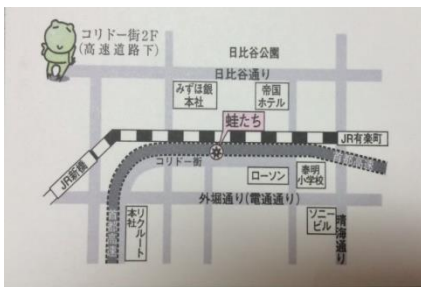 コリドー街2F
(高速道路下)
日比谷公園
日比谷通り
みずほ銀
本社
帝国
ホテル
蛙たち
JR有楽町
JR新橋
コリドー街
ローソン
泰明
小学校
外堀通り(電通通り)
リクルート
本社
ソニー
ビル
晴海通り